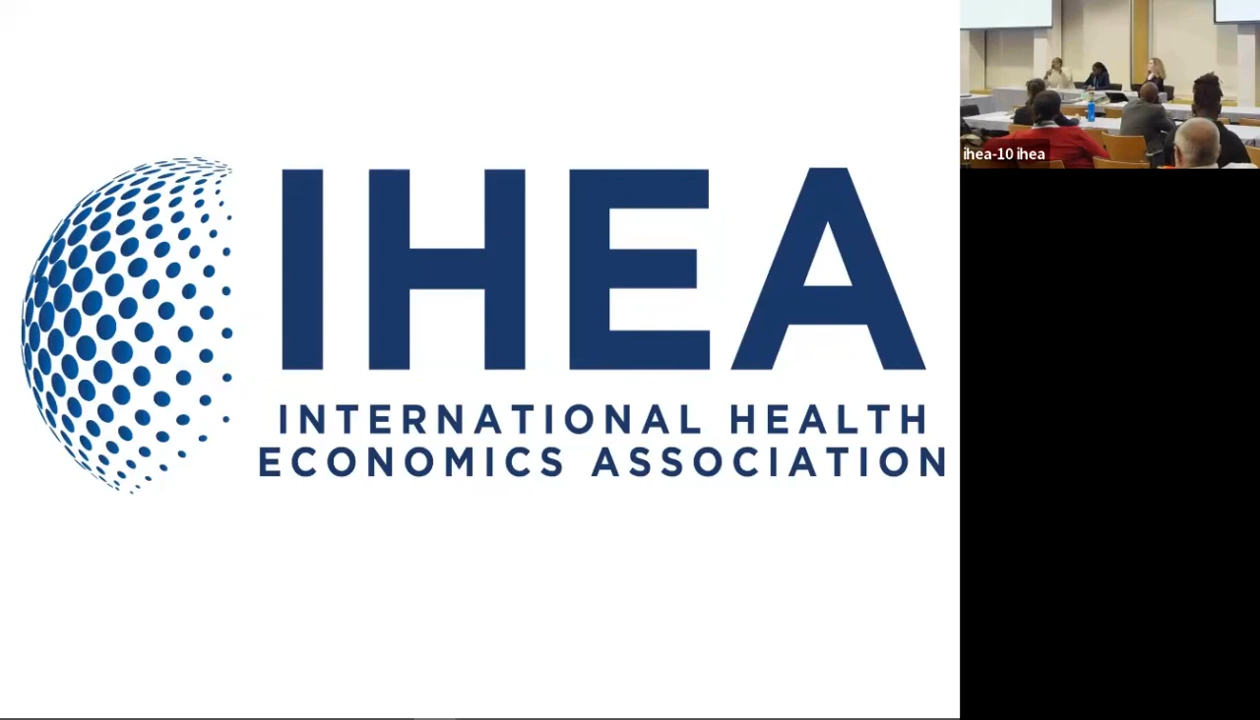 IHEA
INTERNATIONAL HEALTH
ECONOMICS ASSOCIATION
ihea-10 ihea